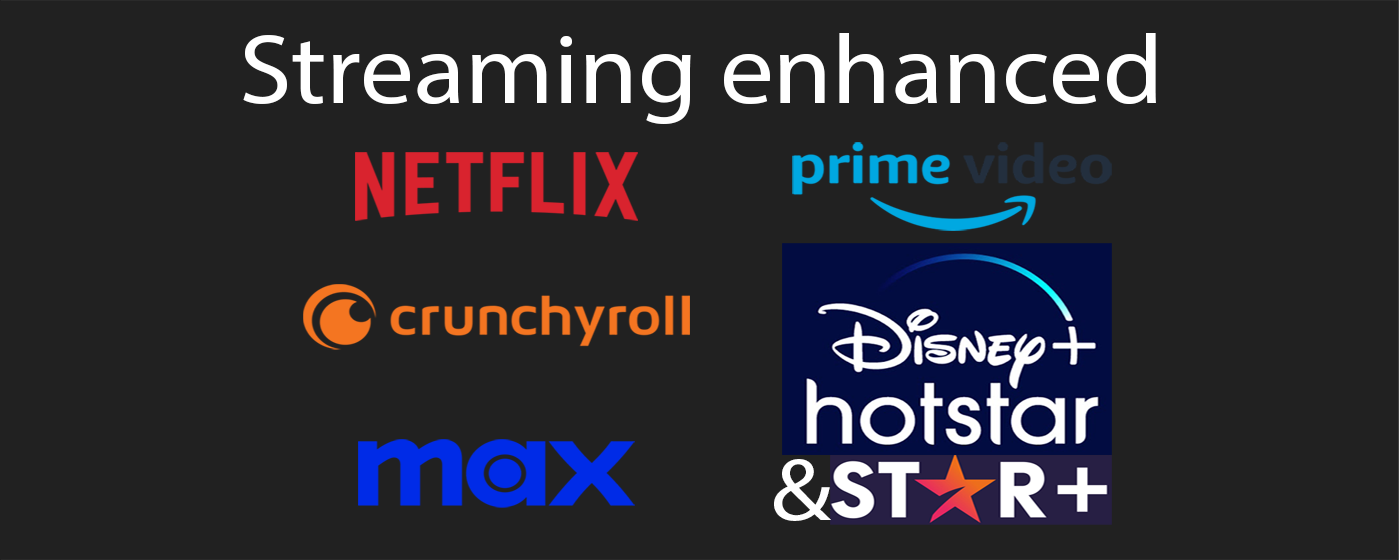 Streaming enhanced
NETFLIX
prime video
crunchyroll
Disney+
hotstar
max
&STAR+